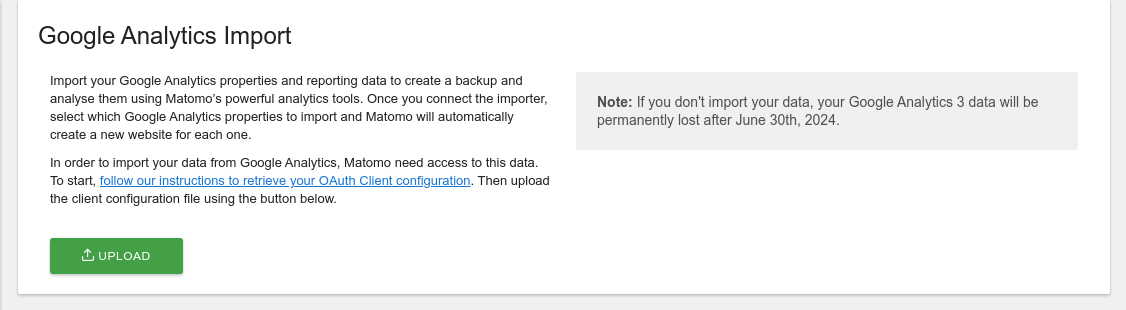 Google Analytics Import
Import your Google Analytics properties and reporting data to create a backup and
analyse them using Matomo’s powerful analytics tools. Once you connect the importer,
select which Google Analytics properties to import and Matomo will automatically
create a new website for each one.
In order to import your data from Google Analytics, Matomo need access to this data.
To start, follow our instructions to retrieve your OAuth Client configuration. Then upload
the client configuration file using the button below.
UPLOAD
Note: If you don't import your data, your Google Analytics 3 data will be
permanently lost after June 30th, 2024.